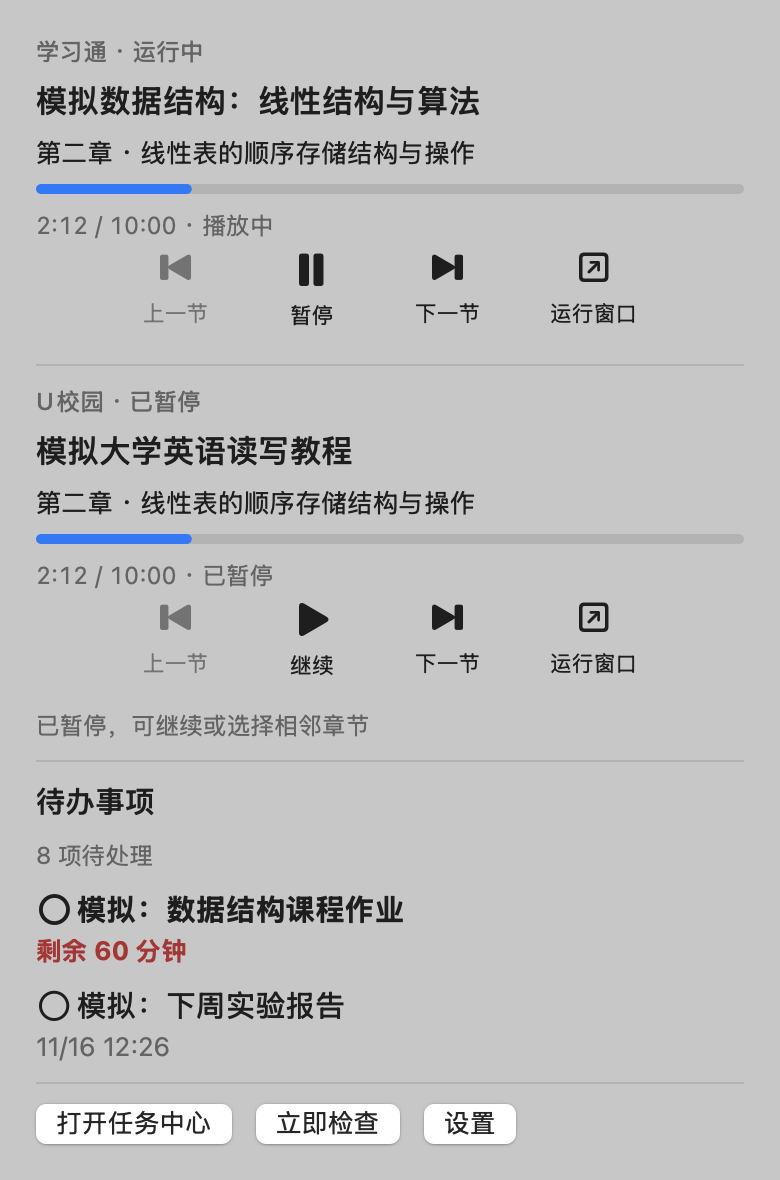 学习通 · 运行中
模拟数据结构：线性结构与算法
第二章 · 线性表的顺序存储结构与操作
2:12 / 10:00 · 播放中
上一节 暂停 下一节 运行窗口
U校园 · 已暂停
模拟大学英语读写教程
第二章 · 线性表的顺序存储结构与操作
2:12 / 10:00 · 已暂停
上一节 继续 下一节 运行窗口
已暂停，可继续或选择相邻章节
待办事项
8 项待处理
模拟：数据结构课程作业
剩余 60 分钟
模拟：下周实验报告
11/16 12:26
打开任务中心 立即检查 设置